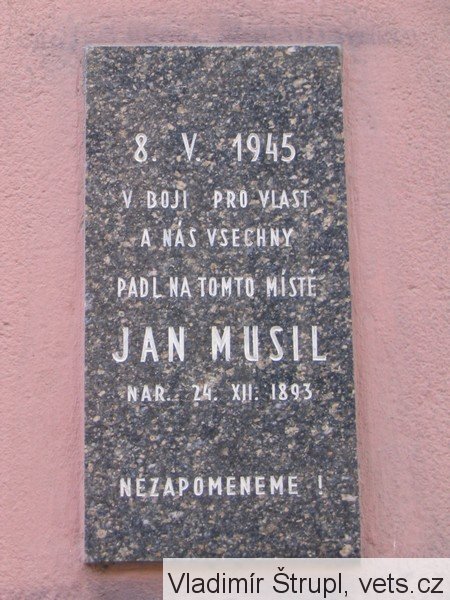 8. V. 1945
V BOJI PRO VLAST
A NÁS VŠECHNY
PADL NA TOMTO MÍSTĚ
JAN MUSIL
NAR. 24. XII. 1893
NEZAPOMENEME !
Vladimír Štrupl, vets.cz